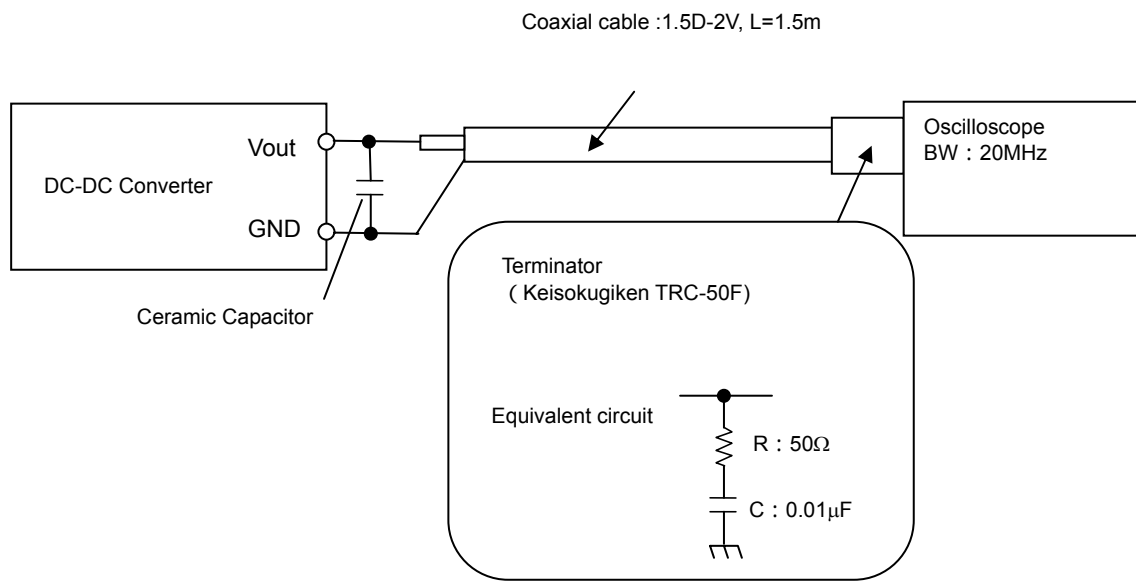 Coaxial cable :1.5D-2V, L=1.5m
Oscilloscope
BW：20MHz
Vout
DC-DC Converter
GND
Ceramic Capacitor
Terminator
（ Keisokugiken TRC-50F)
Equivalent circuit
R：50Ω
C：0.01μF